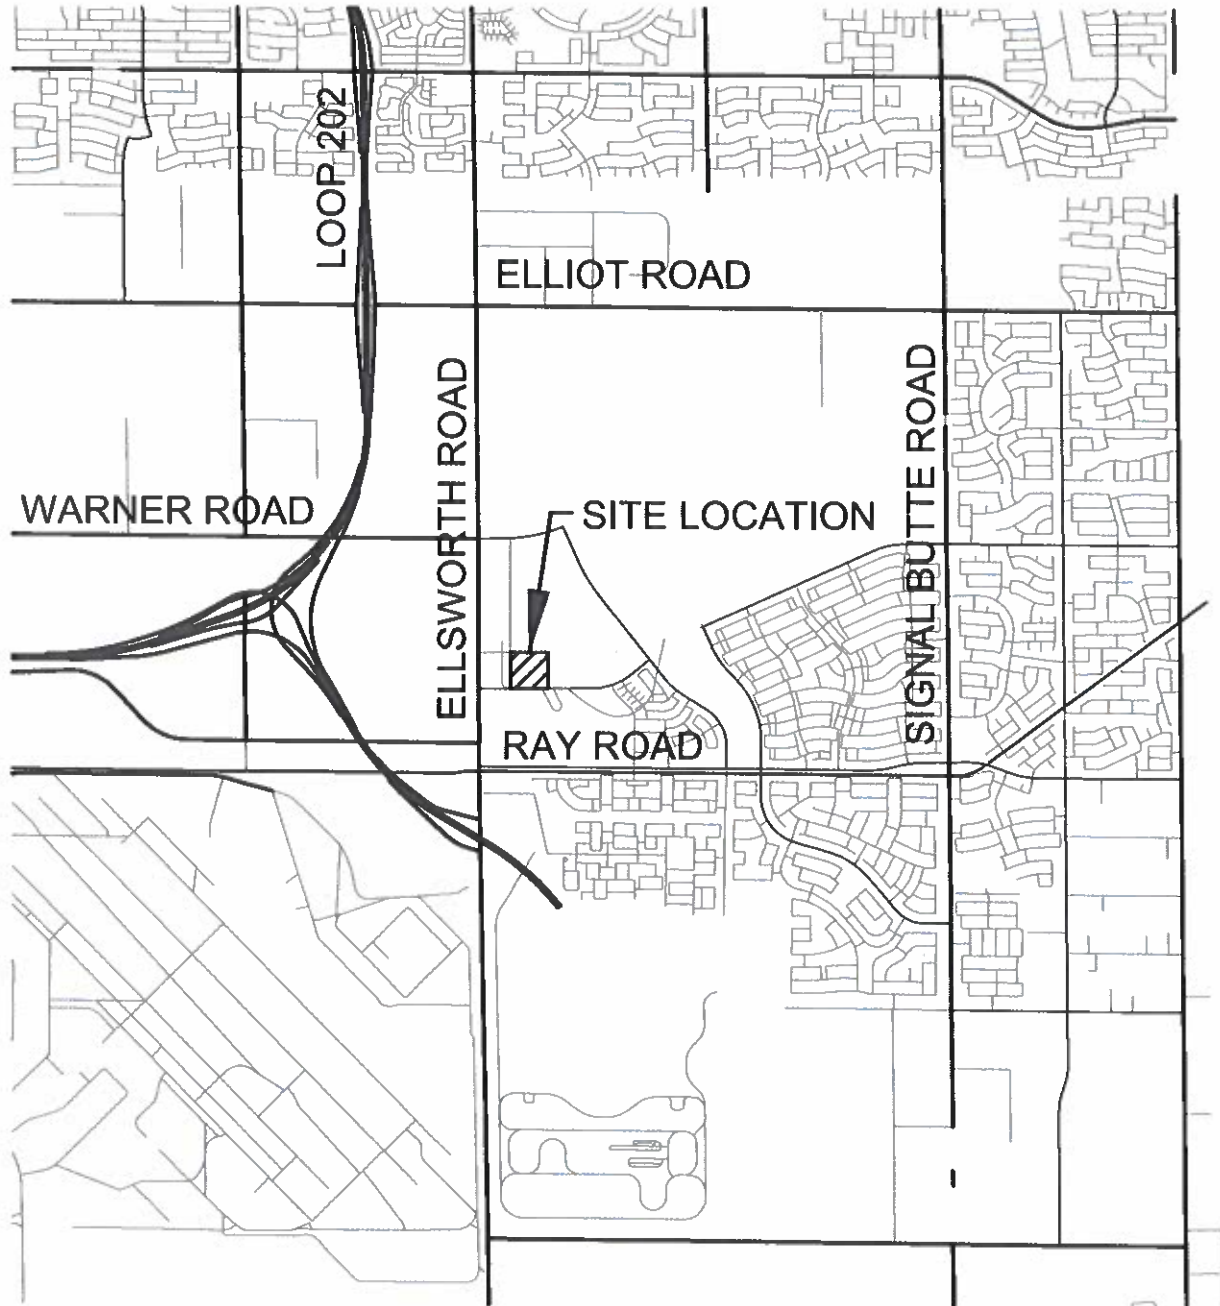 LOOP 202
ELLIOT ROAD
ELLSWORTH ROAD
SIGNAL BUTTE ROAD
WARNER ROAD
SITE LOCATION
RAY ROAD